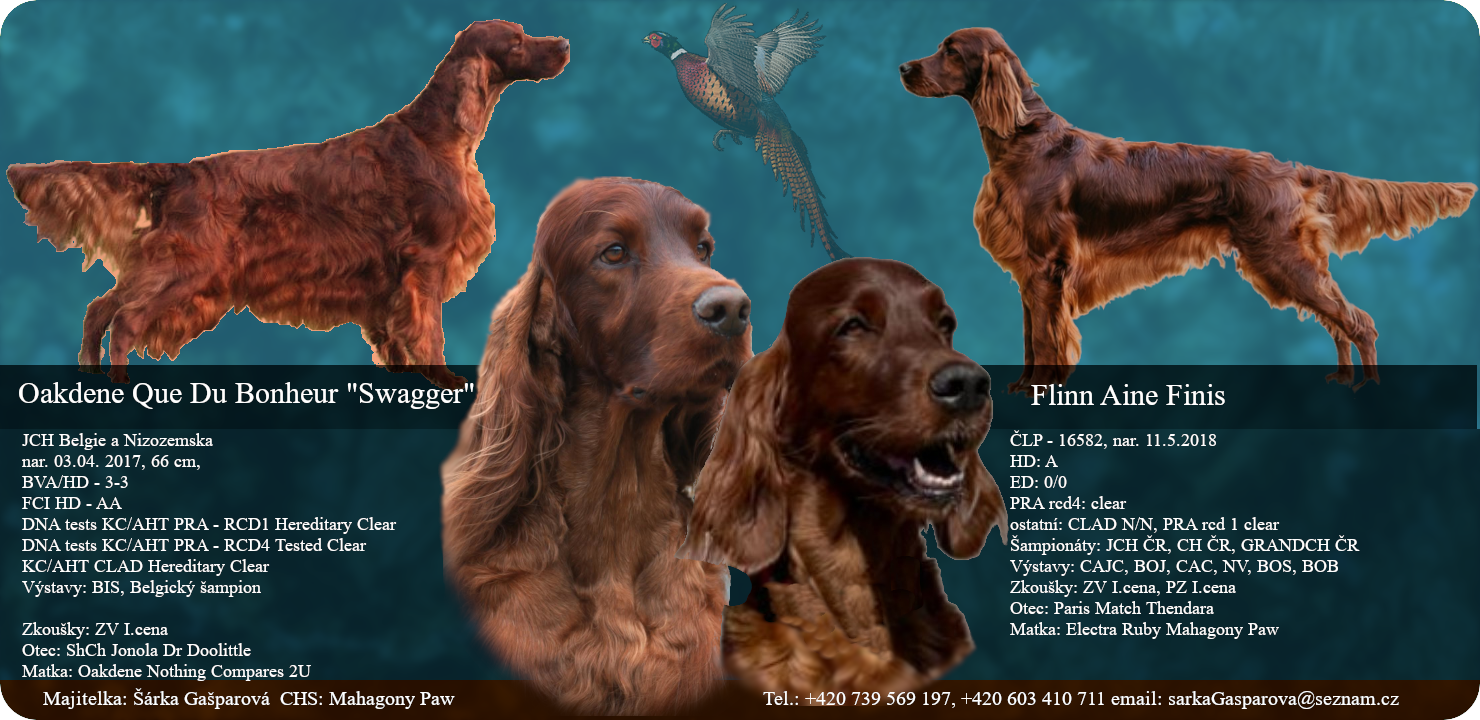 Oakdene Que Du Bonheur "Swagger"
JCH Belgie a Nizozemska
nar. 03.04. 2017, 66 cm,
BVA/HD - 3-3
FCI HD - AA
DNA tests KC/AHT PRA - RCD1 Hereditary Clear
DNA tests KC/AHT PRA - RCD4 Tested Clear
KC/AHT CLAD Hereditary Clear
Výstavy: BIS, Belgický šampion
Zkoušky: ZV I.cena
Otec: ShCh Jonola Dr Doolittle
Matka: Oakdene Nothing Compares 2U
Flinn Aine Finis
ČLP - 16582, nar. 11.5.2018
HD: A
ED: 0/0
PRA rcd4: clear
ostatní: CLAD N/N, PRA rcd 1 clear
Šampionáty: JCH ČR, CH ČR, GRANDCH ČR
Výstavy: CAJC, BOJ, CAC, NV, BOS, BOB
Zkoušky: ZV I.cena, PZ I.cena
Otec: Paris Match Thendara
Matka: Electra Ruby Mahagony Paw
Majitelka: Šárka Gašparová  CHS: Mahagony Paw
Tel.: +420 739 569 197, +420 603 410 711 email: sarkaGasparova@seznam.cz